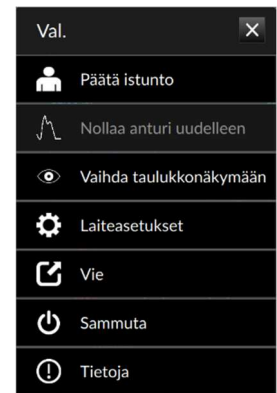 Val.
Päätä istunto
Nollaa anturi uudelleen
Vaihda taulukkonäkymään
Laiteasetukset
Vie
Sammuta
Tietoja